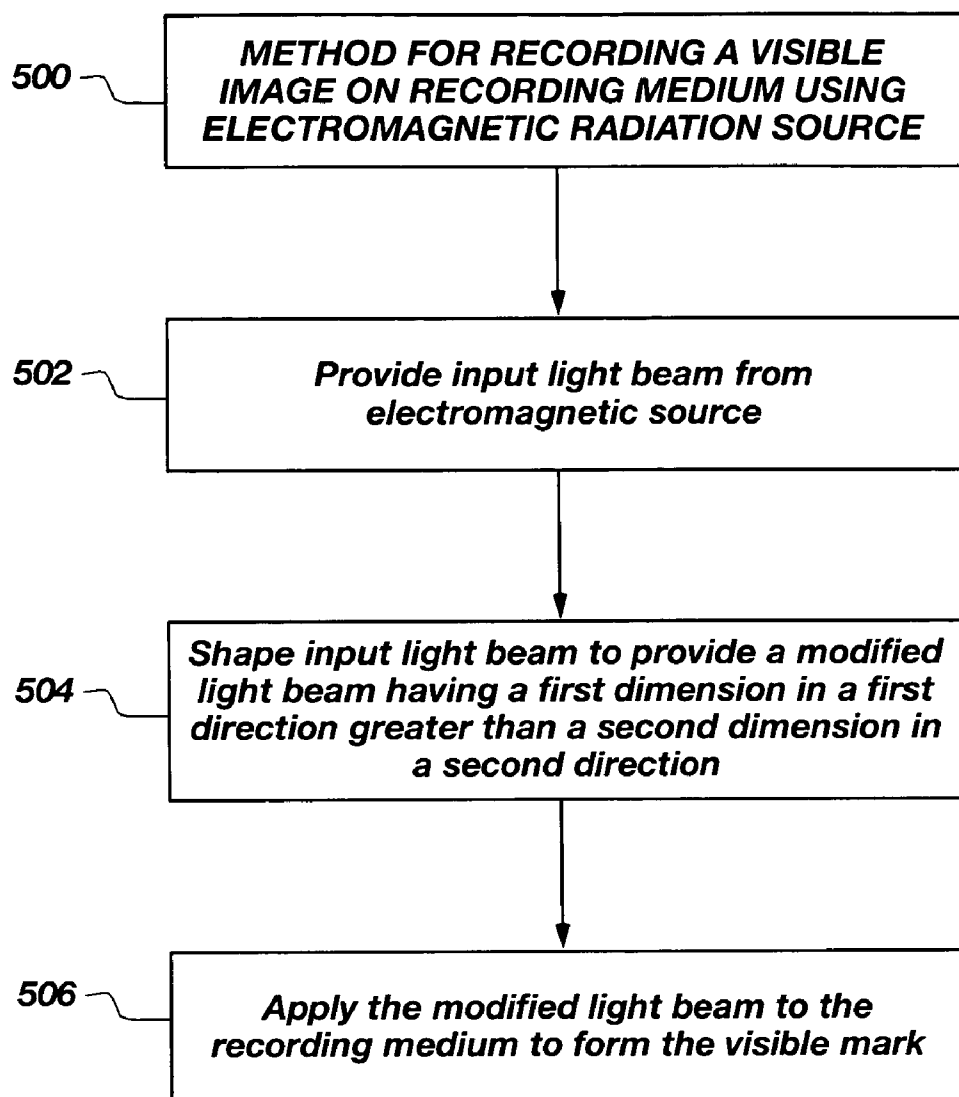 500
METHOD FOR RECORDING A VISIBLE
IMAGE ON RECORDING MEDIUM USING
ELECTROMAGNETIC RADIATION SOURCE
502
Provide input light beam from
electromagnetic source
504
Shape input light beam to provide a modified
light beam having a first dimension in a first
direction greater than a second dimension in
a second direction
506
Apply the modified light beam to the
recording medium to form the visible mark